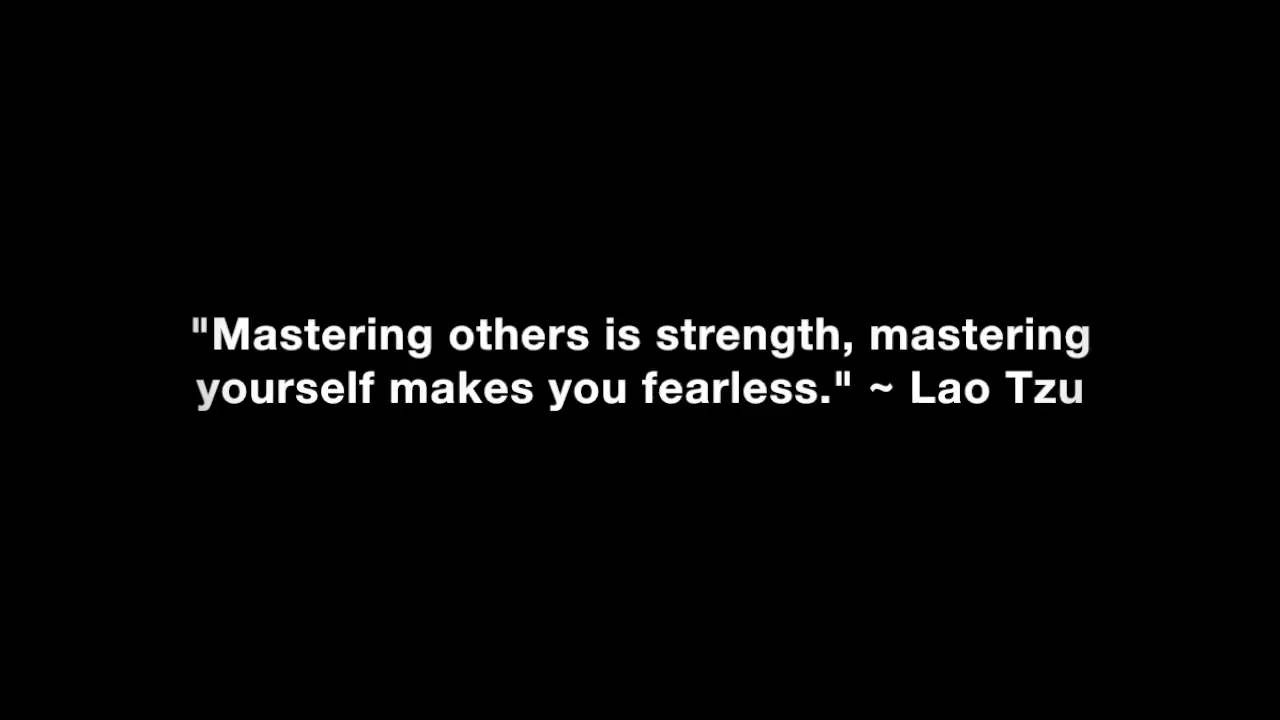 "Mastering others is strength, mastering
yourself makes you fearless." ~ Lao Tzu